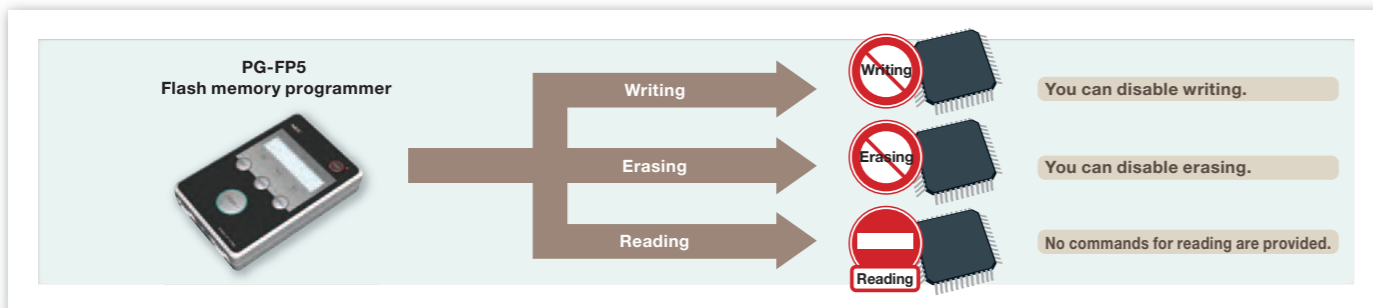 PG-FP5
Flash memory programmer
Writing
Writing
You can disable writing.
Erasing
Erasing
You can disable erasing.
Reading
Reading
No commands for reading are provided.